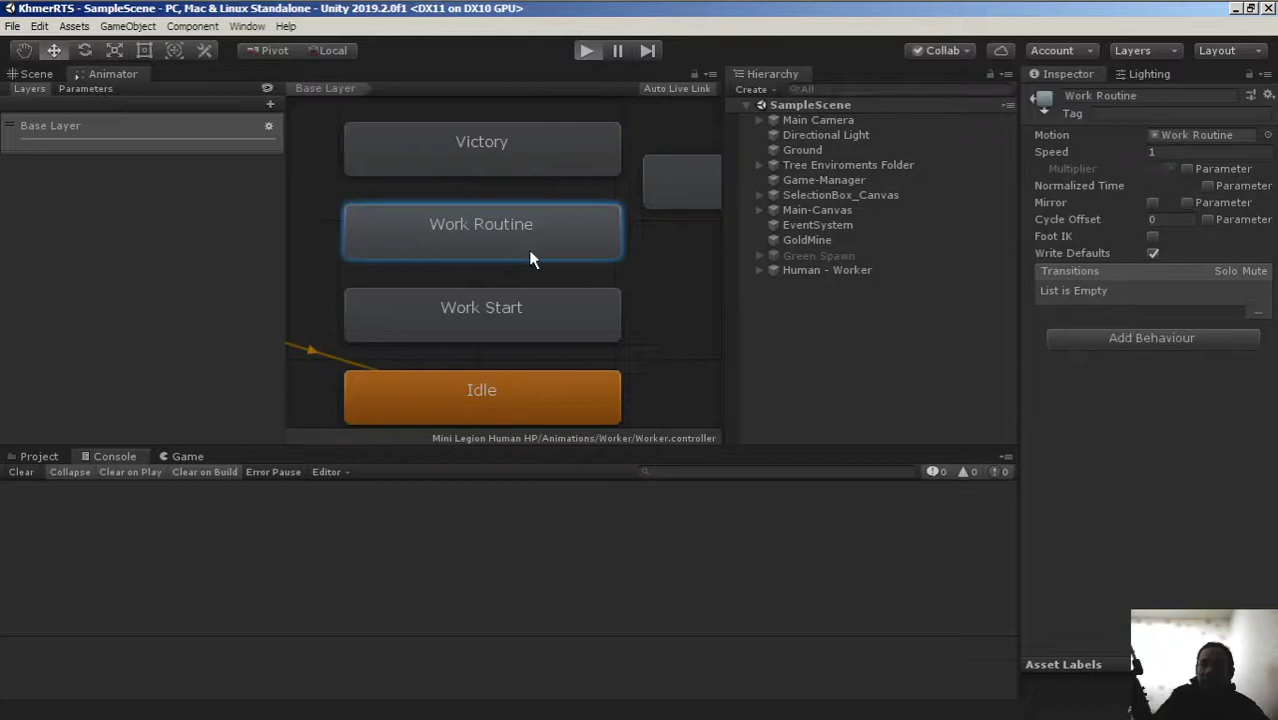 KhmerRTS - SampleScene - PC, Mac & Linux Standalone - Unity 2019.2.0f1 <DX11 on DX10 GPU>
File Edit Assets GameObject Component Window Help
Pivot Local Collab Account Layers Layout
Scene Animator
Layers Parameters
Base Layer Auto Live Link
Base Layer
Victory
Work Routine
Work Start
Idle
Mini Legion Human HP/Animations/Worker/Worker.controller
Hierarchy
Create All
SampleScene
Main Camera
Directional Light
Ground
Tree Enviroments Folder
Game-Manager
SelectionBox_Canvas
Main-Canvas
EventSystem
GoldMine
Green Spawn
Human - Worker
Inspector Lighting
Work Routine
Tag
Motion Work Routine
Speed 1
Multiplier Parameter
Normalized Time Parameter
Mirror Parameter
Cycle Offset 0 Parameter
Foot IK
Write Defaults
Transitions Solo Mute
List is Empty
Add Behaviour
Asset Labels
Project Console Game
Clear Collapse Clear on Play Clear on Build Error Pause Editor 0 0 0